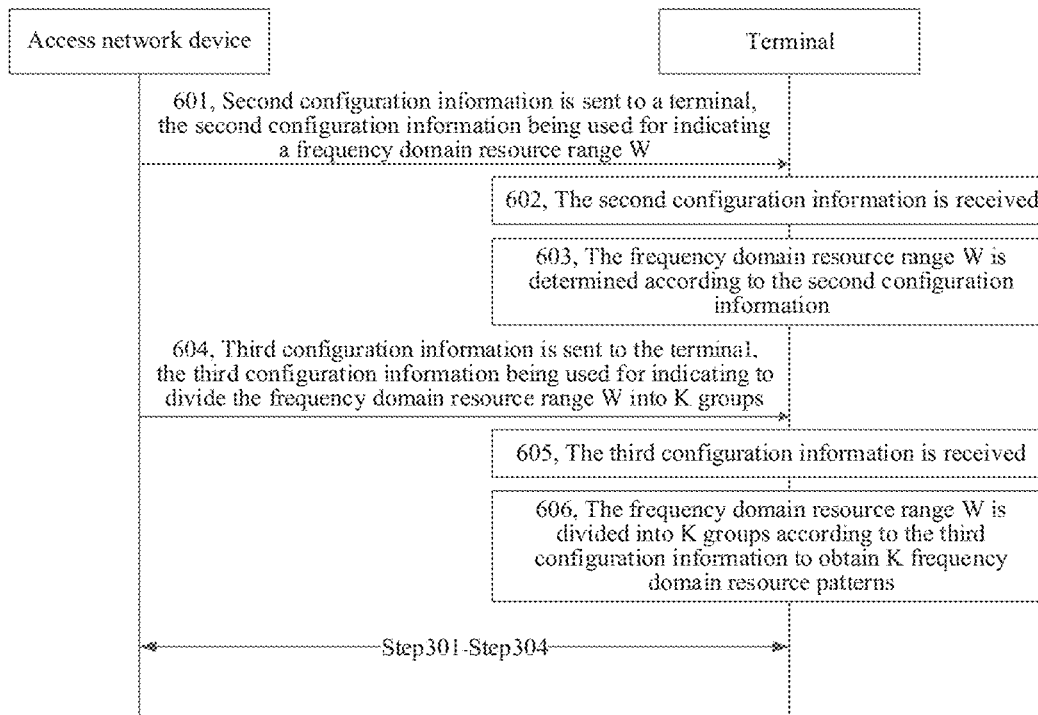 Access network device
Terminal
601, Second configuration information is sent to a terminal,
the second configuration information being used for indicating
a frequency domain resource range W
602, The second configuration information is received
603, The frequency domain resource range W is
determined according to the second configuration
information
604, Third configuration information is sent to the terminal,
the third configuration information being used for indicating to
divide the frequency domain resource range W into K groups
605, The third configuration information is received
606, The frequency domain resource range W is
divided into K groups according to the third
configuration information to obtain K frequency
domain resource patterns
Step301-Step304